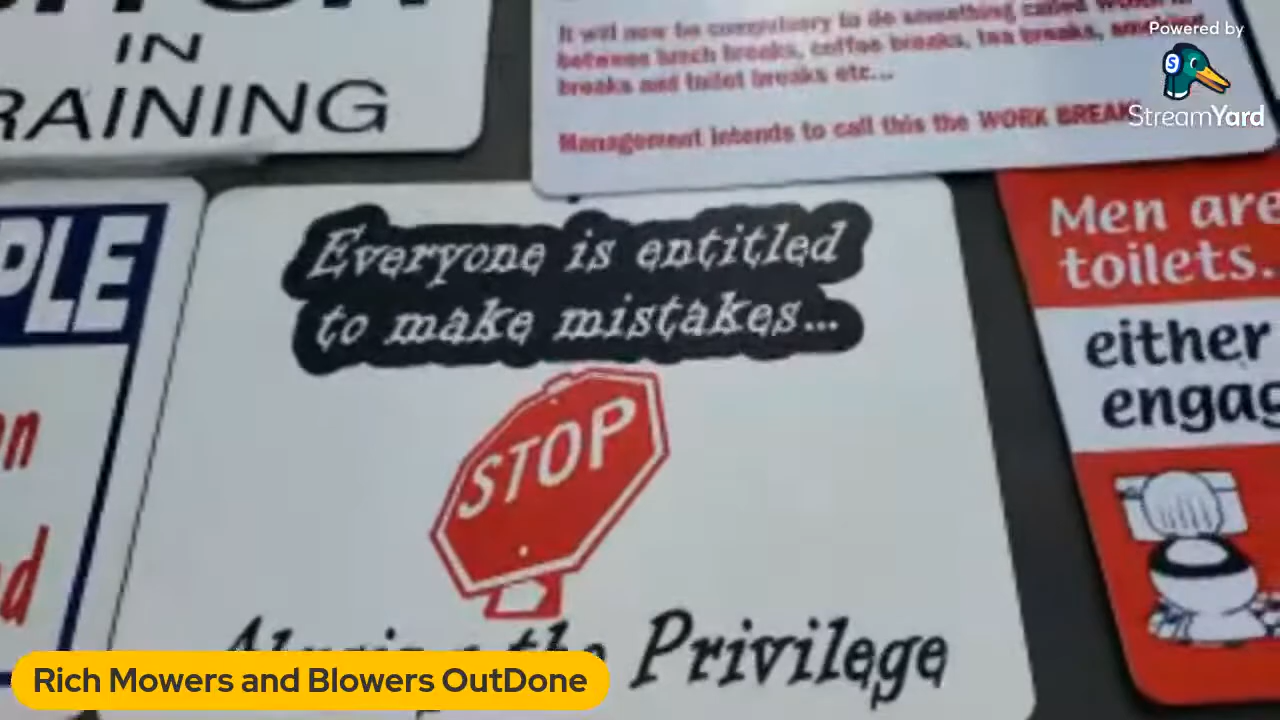 IN
RAINING
It will now be compulsory to do something called
between lunch breaks, coffee breaks, tea breaks,
breaks and toilet breaks etc...
Management intends to call this the WORK BREAK
Powered by
StreamYard
PLE
Everyone is entitled
to make mistakes...
STOP
the Privilege
Men are
toilets.
either
engag
Rich Mowers and Blowers OutDone